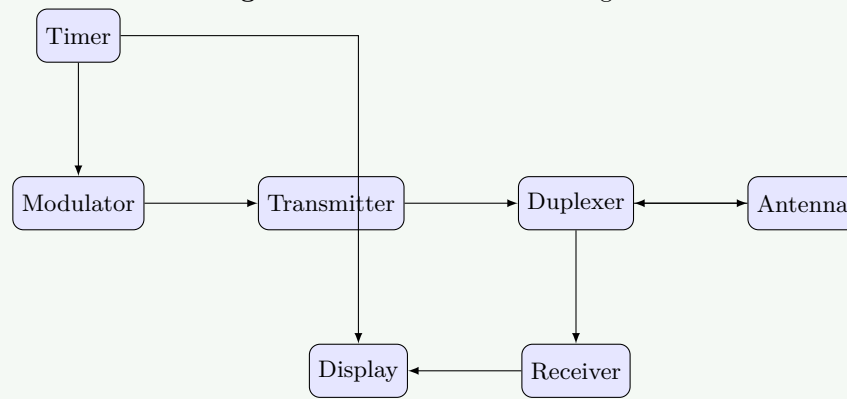 Timer
Modulator
Transmitter
Duplexer
Antenna
Display
Receiver